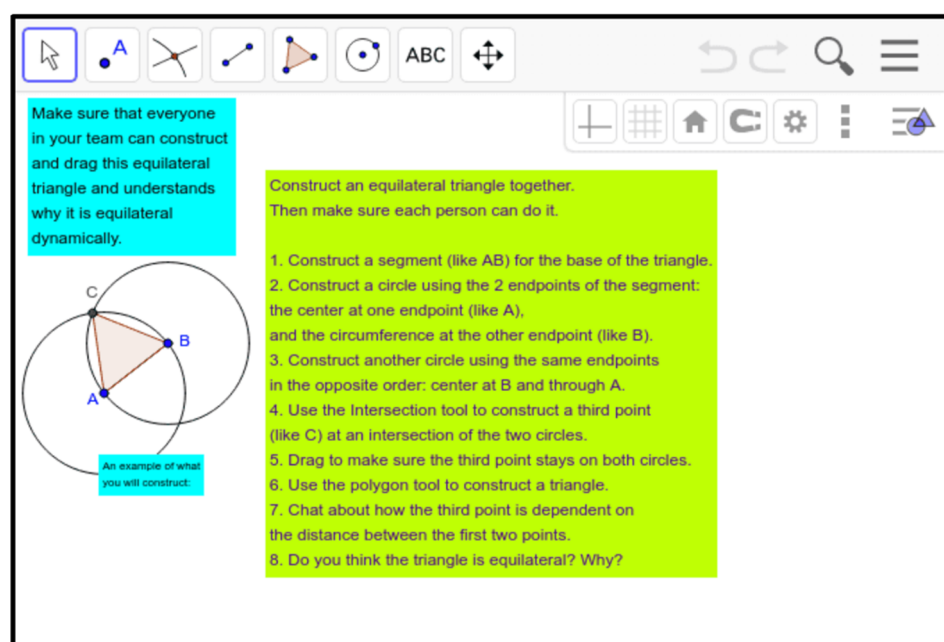 A
ABC
Make sure that everyone
in your team can construct
and drag this equilateral
triangle and understands
why it is equilateral
dynamically.
Construct an equilateral triangle together.
Then make sure each person can do it.
1. Construct a segment (like AB) for the base of the triangle.
2. Construct a circle using the 2 endpoints of the segment:
the center at one endpoint (like A),
and the circumference at the other endpoint (like B).
3. Construct another circle using the same endpoints
in the opposite order: center at B and through A.
4. Use the Intersection tool to construct a third point
(like C) at an intersection of the two circles.
5. Drag to make sure the third point stays on both circles.
6. Use the polygon tool to construct a triangle.
7. Chat about how the third point is dependent on
the distance between the first two points.
8. Do you think the triangle is equilateral? Why?
C
B
A
An example of what
you will construct: